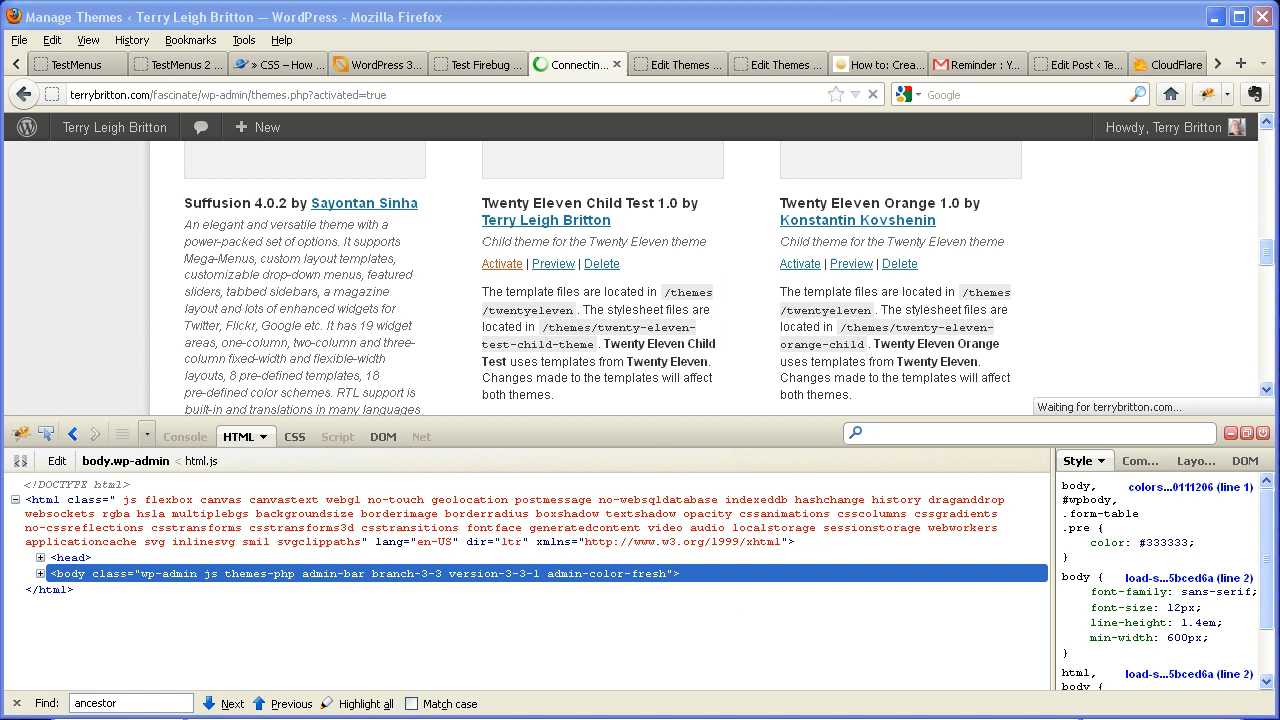 Manage Themes ‹ Terry Leigh Britton — WordPress - Mozilla Firefox
File Edit View History Bookmarks Tools Help
TestMenus TestMenus 2 ... » CSS – How ... WordPress 3... Test Firebug ... Connectin... Edit Themes ... Edit Themes ... How to: Crea... Reminder : Y... Edit Post ‹ Te... CloudFlare
terrybritton.com/fascinate/wp-admin/themes.php?activated=true Google
Terry Leigh Britton + New Howdy, Terry Britton
Suffusion 4.0.2 by Sayontan Sinha
An elegant and versatile theme with a
power-packed set of options. It supports
Mega-Menus, custom layout templates,
customizable drop-down menus, featured
sliders, tabbed sidebars, a magazine
layout and lots of enhanced widgets for
Twitter, Flickr, Google etc. It has 19 widget
areas, one-column, two-column and three-
column fixed-width and flexible-width
layouts, 8 pre-defined templates, 18
pre-defined color schemes. RTL support is
built-in and translations in many languages
Twenty Eleven Child Test 1.0 by
Terry Leigh Britton
Child theme for the Twenty Eleven theme
Activate | Preview | Delete
The template files are located in /themes
/twentyeleven . The stylesheet files are
located in /themes/twenty-eleven-
test-child-theme . Twenty Eleven Child
Test uses templates from Twenty Eleven.
Changes made to the templates will affect
both themes.
Twenty Eleven Orange 1.0 by
Konstantin Kovshenin
Child theme for the Twenty Eleven theme
Activate | Preview | Delete
The template files are located in /themes
/twentyeleven . The stylesheet files are
located in /themes/twenty-eleven-
orange-child . Twenty Eleven Orange
uses templates from Twenty Eleven.
Changes made to the templates will affect
both themes.
Waiting for terrybritton.com...
Console HTML CSS Script DOM Net
Edit body.wp-admin < html.js
<!DOCTYPE html>
<html class=" js flexbox canvas canvastext webgl no-touch geolocation postmessage no-websqldatabase indexeddb hashchange history draganddrop
websockets rgba hsla multiplebgs backgroundsize borderimage borderradius boxshadow textshadow opacity cssanimations csscolumns cssgradients
no-cssreflections csstransforms csstransforms3d csstransitions fontface generatedcontent video audio localstorage sessionstorage webworkers
applicationcache svg inlinesvg smil svgclippaths" lang="en-US" dir="ltr" xmlns="http://www.w3.org/1999/xhtml">
<head>
<body class="wp-admin js themes-php admin-bar branch-3-3 version-3-3-1 admin-color-fresh">
</html>
Style Com... Layo... DOM
body, colors...0111206 (line 1)
#wpbody,
.form-table
.pre {
color: #333333;
}
body { load-s...5bced6a (line 2)
font-family: sans-serif;
font-size: 12px;
line-height: 1.4em;
min-width: 600px;
}
html, load-s...5bced6a (line 2)
body {
Find: ancestor Next Previous Highlight all Match case